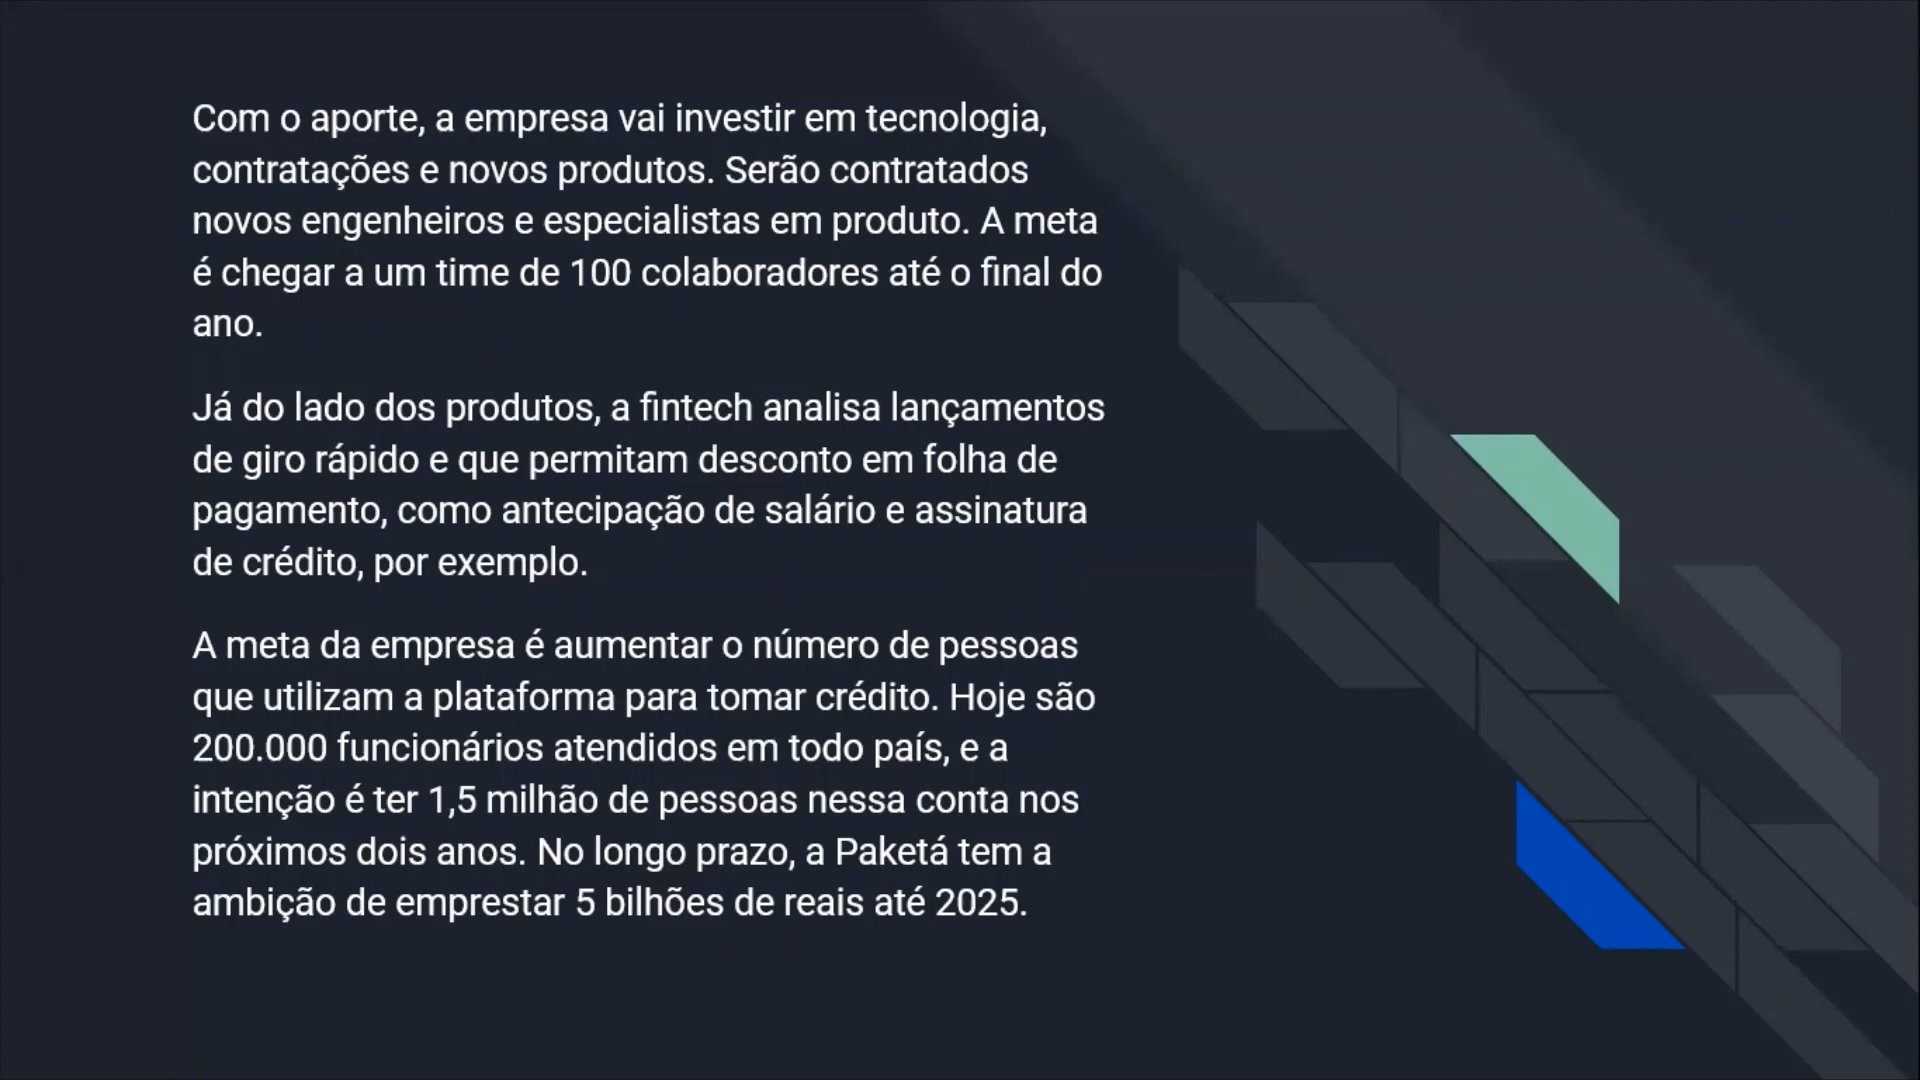 Com o aporte, a empresa vai investir em tecnologia,
contratações e novos produtos. Serão contratados
novos engenheiros e especialistas em produto. A meta
é chegar a um time de 100 colaboradores até o final do
ano.
Já do lado dos produtos, a fintech analisa lançamentos
de giro rápido e que permitam desconto em folha de
pagamento, como antecipação de salário e assinatura
de crédito, por exemplo.
A meta da empresa é aumentar o número de pessoas
que utilizam a plataforma para tomar crédito. Hoje são
200.000 funcionários atendidos em todo país, e a
intenção é ter 1,5 milhão de pessoas nessa conta nos
próximos dois anos. No longo prazo, a Paketá tem a
ambição de emprestar 5 bilhões de reais até 2025.